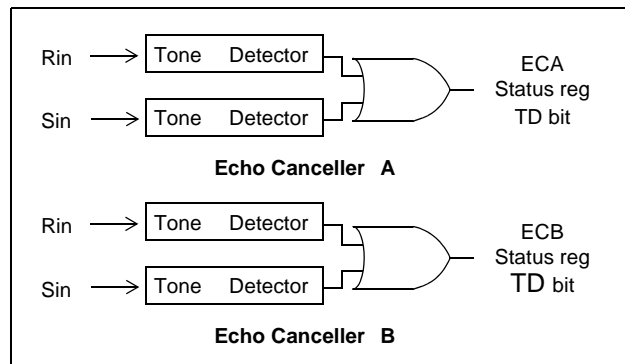 Rin
Tone Detector
Sin
Tone Detector
ECA
Status reg
TD bit
Echo Canceller A
Rin
Tone Detector
Sin
Tone Detector
ECB
Status reg
TD bit
Echo Canceller B